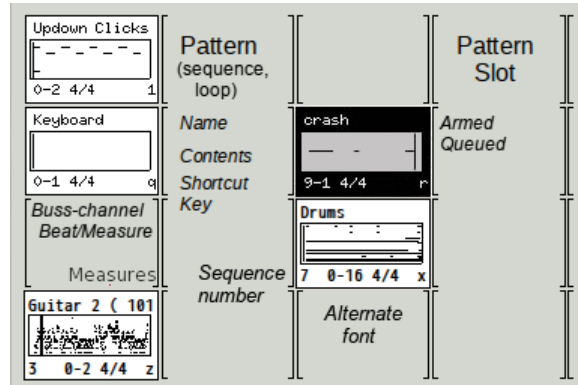 Updown Clicks
0-2 4/4 1
Pattern
(sequence,
loop)
Pattern
Slot
Keyboard
0-1 4/4 q
Name
Contents
Shortcut
Key
crash
9-1 4/4 r
Armed
Queued
Buss-channel
Beat/Measure
Measures
Sequence
number
Drums
7 0-16 4/4 x
Guitar 2 ( 101
3 0-2 4/4 z
Alternate
font